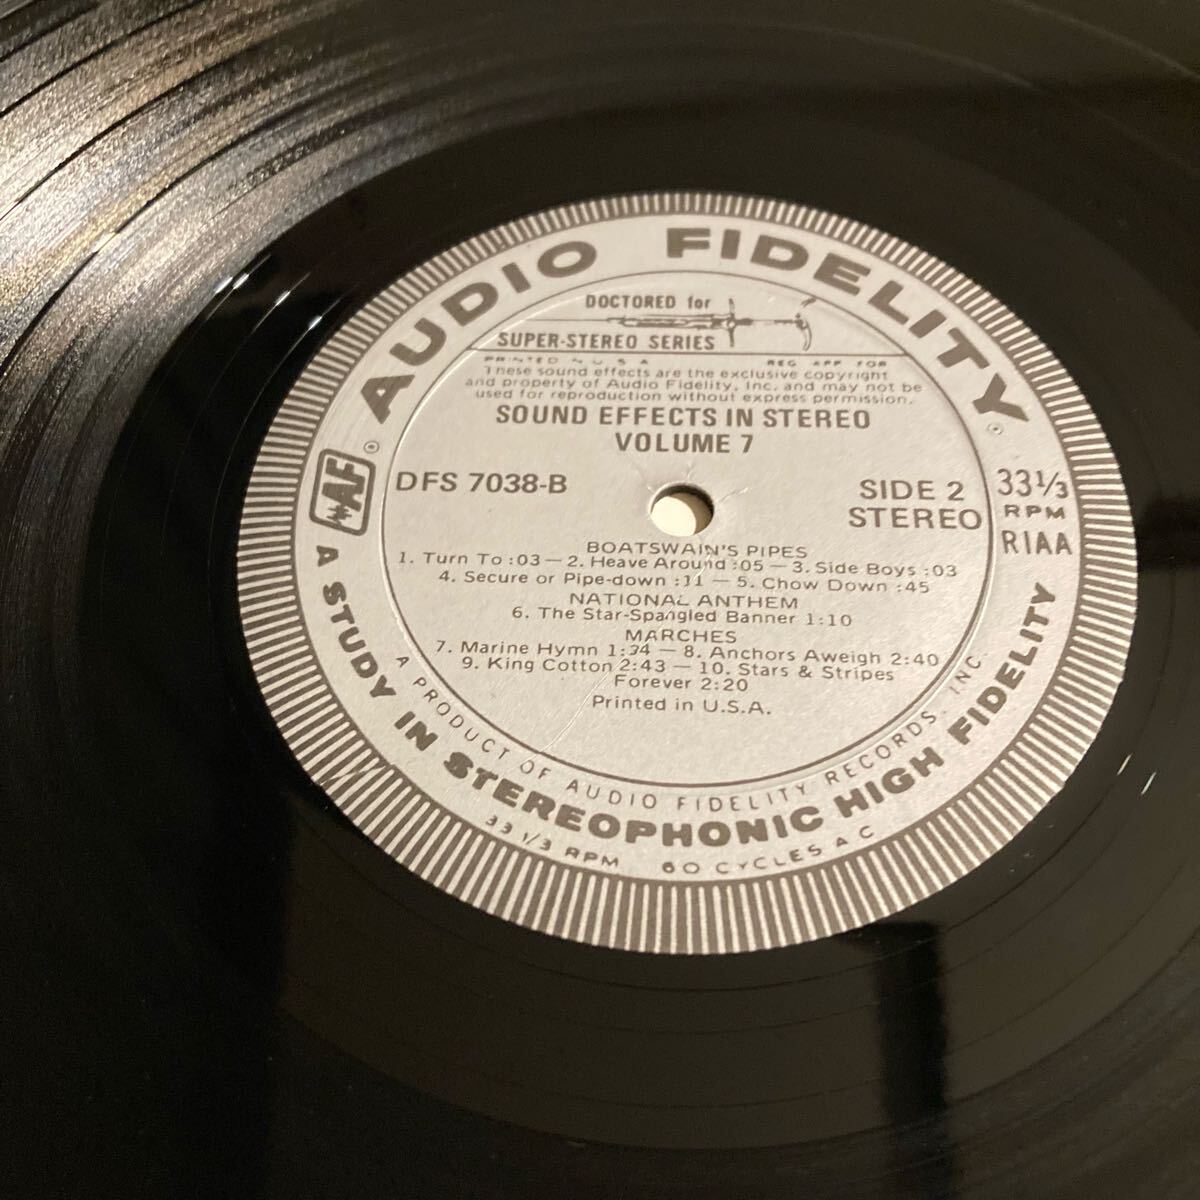 AUDIO FIDELITY ®
DOCTORED for
SUPER-STEREO SERIES
PRINTED IN U S A REG APP FOR
These sound effects are the exclusive copyright
and property of Audio Fidelity, Inc. and may not be
used for reproduction without express permission.
SOUND EFFECTS IN STEREO
VOLUME 7
AF ®
DFS 7038-B
SIDE 2
STEREO
33 1/3
RPM
RIAA
BOATSWAIN'S PIPES
1. Turn To :03 — 2. Heave Around :05 — 3. Side Boys :03
4. Secure or Pipe-down :11 — 5. Chow Down :45
NATIONAL ANTHEM
6. The Star-Spangled Banner 1:10
MARCHES
7. Marine Hymn 1:34 — 8. Anchors Aweigh 2:40
9. King Cotton 2:43 — 10. Stars & Stripes
Forever 2:20
Printed in U.S.A.
A PRODUCT OF AUDIO FIDELITY RECORDS, INC.
A STUDY IN STEREOPHONIC HIGH FIDELITY
33 1/3 RPM 60 CYCLES A C